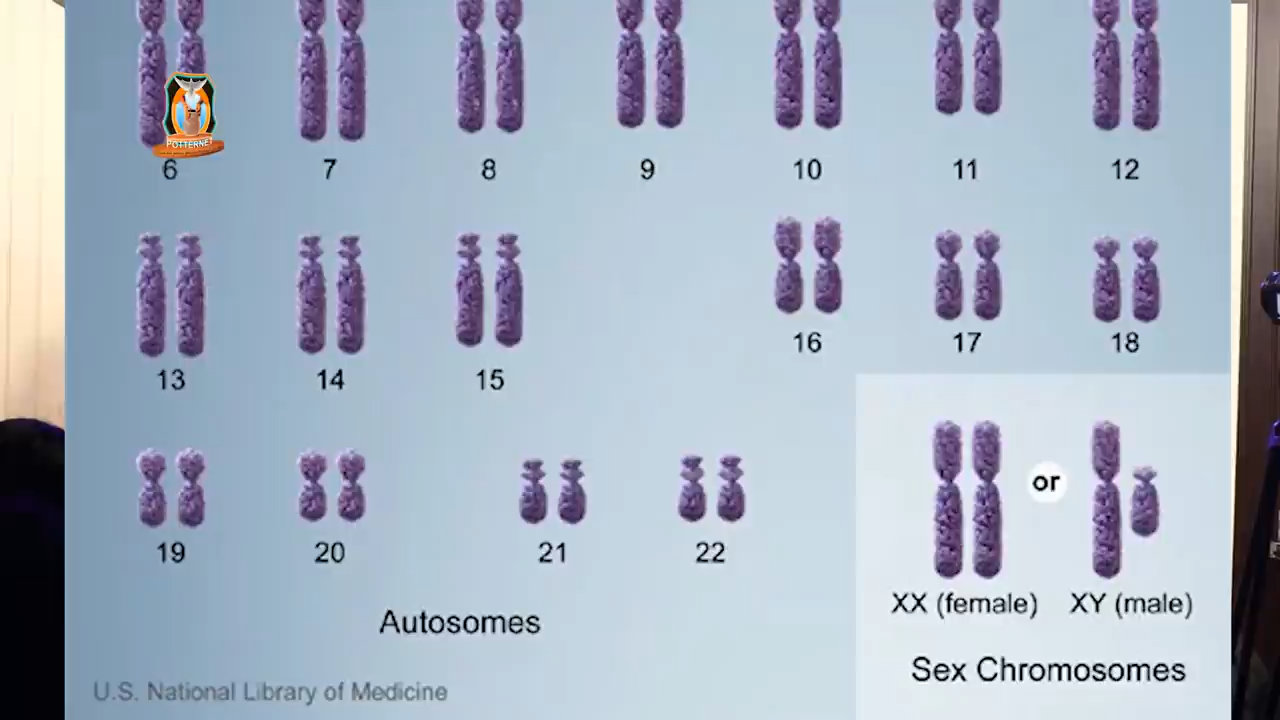 POTTERNET
6 7 8 9 10 11 12
13 14 15 16 17 18
19 20 21 22
or
XX (female) XY (male)
Autosomes
Sex Chromosomes
U.S. National Library of Medicine